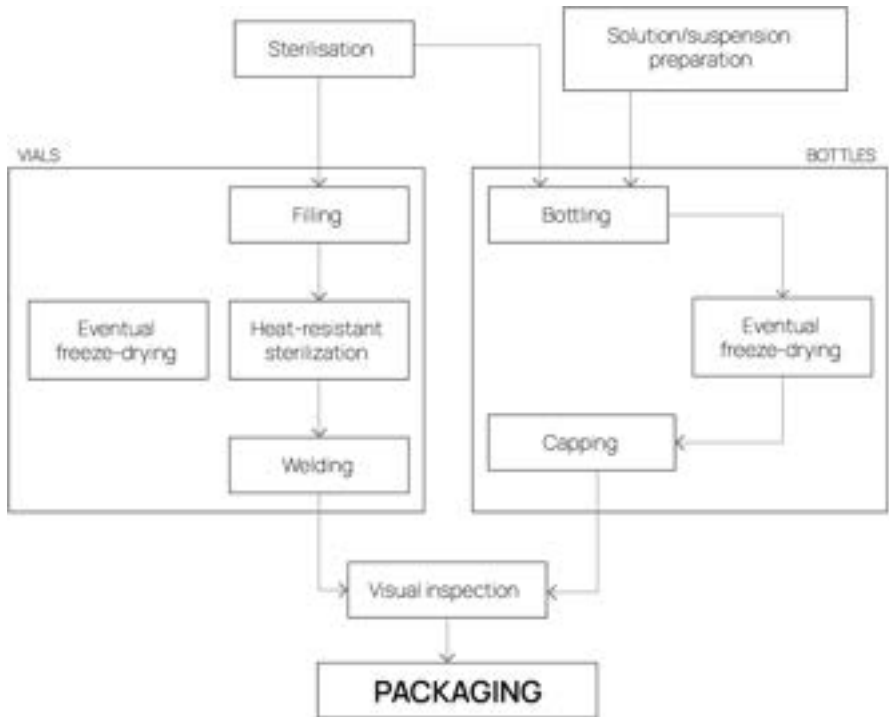 Sterilisation
Solution/suspension
preparation
VIALS
BOTTLES
Filling
Bottling
Eventual
freeze-drying
Heat-resistant
sterilization
Eventual
freeze-drying
Welding
Capping
Visual inspection
PACKAGING